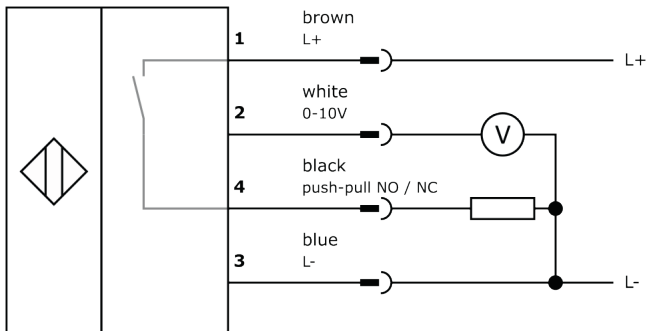 brown
1 L+
L+
white
2 0-10V
V
black
4 push-pull NO / NC
blue
3 L-
L-